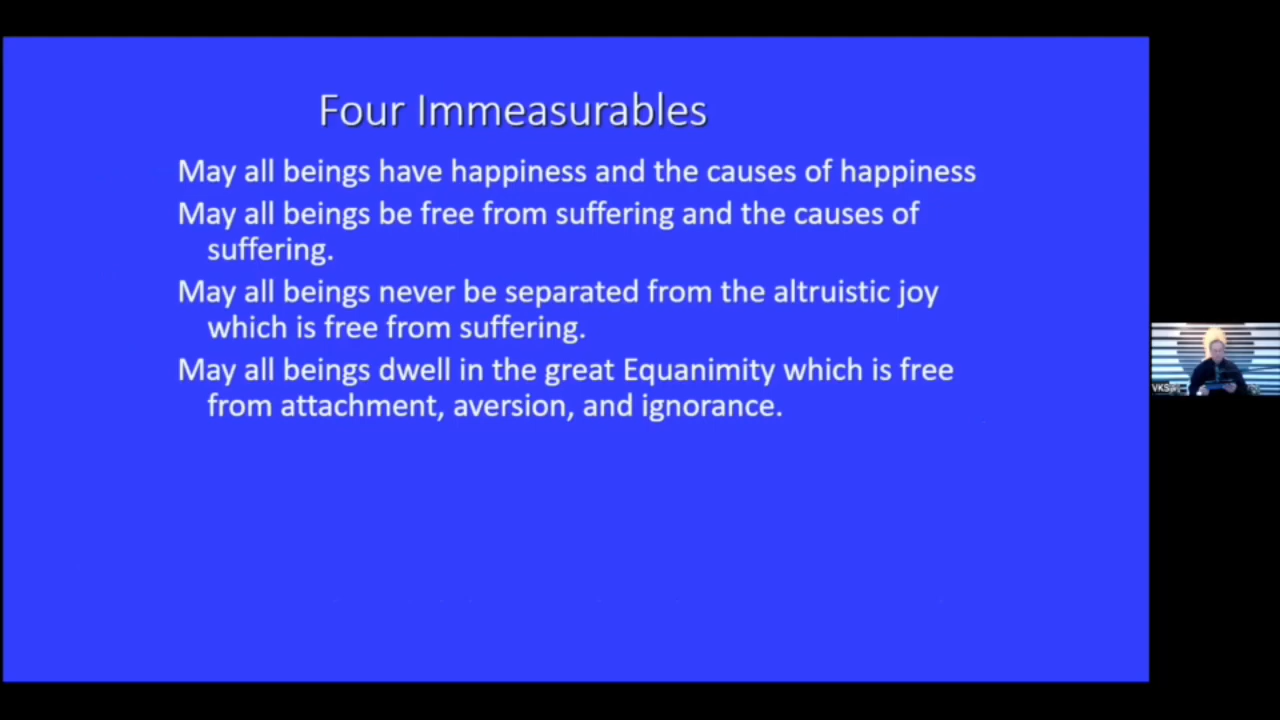 Four Immeasurables
May all beings have happiness and the causes of happiness
May all beings be free from suffering and the causes of
suffering.
May all beings never be separated from the altruistic joy
which is free from suffering.
May all beings dwell in the great Equanimity which is free
from attachment, aversion, and ignorance.